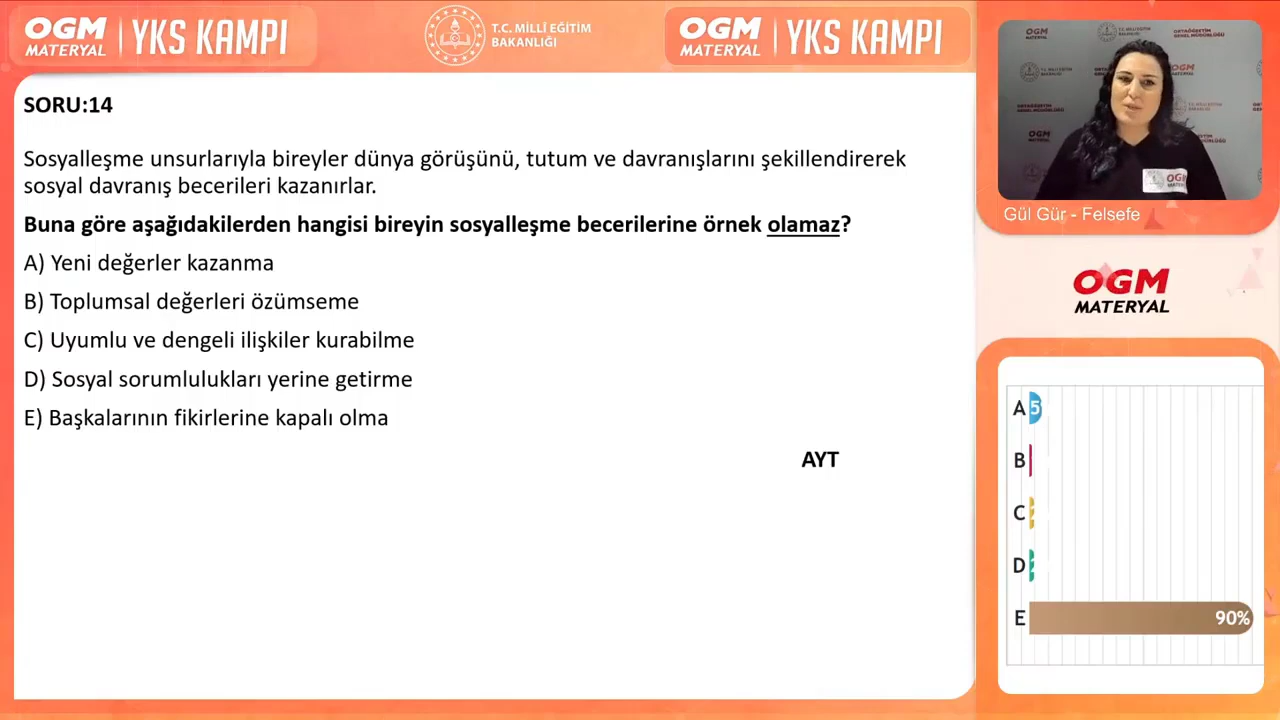 OGM MATERYAL YKS KAMPI
T.C. MİLLÎ EĞİTİM BAKANLIĞI
OGM MATERYAL YKS KAMPI
SORU:14
Sosyalleşme unsurlarıyla bireyler dünya görüşünü, tutum ve davranışlarını şekillendirerek
sosyal davranış becerileri kazanırlar.
Buna göre aşağıdakilerden hangisi bireyin sosyalleşme becerilerine örnek olamaz?
A) Yeni değerler kazanma
B) Toplumsal değerleri özümseme
C) Uyumlu ve dengeli ilişkiler kurabilme
D) Sosyal sorumlulukları yerine getirme
E) Başkalarının fikirlerine kapalı olma
AYT
Gül Gür - Felsefe
OGM
MATERYAL
A 5
B
C
D
E 90%